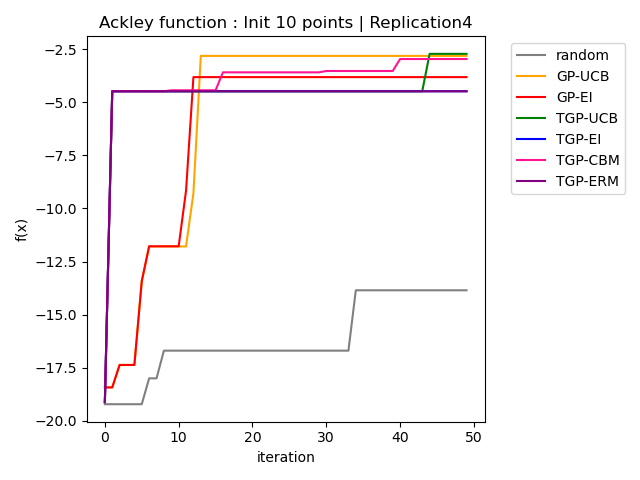 Ackley function : Init 10 points | Replication4
−2.5
−5.0
−7.5
−10.0
−12.5
−15.0
−17.5
−20.0
f(x)
0 10 20 30 40 50
iteration
random
GP-UCB
GP-EI
TGP-UCB
TGP-EI
TGP-CBM
TGP-ERM